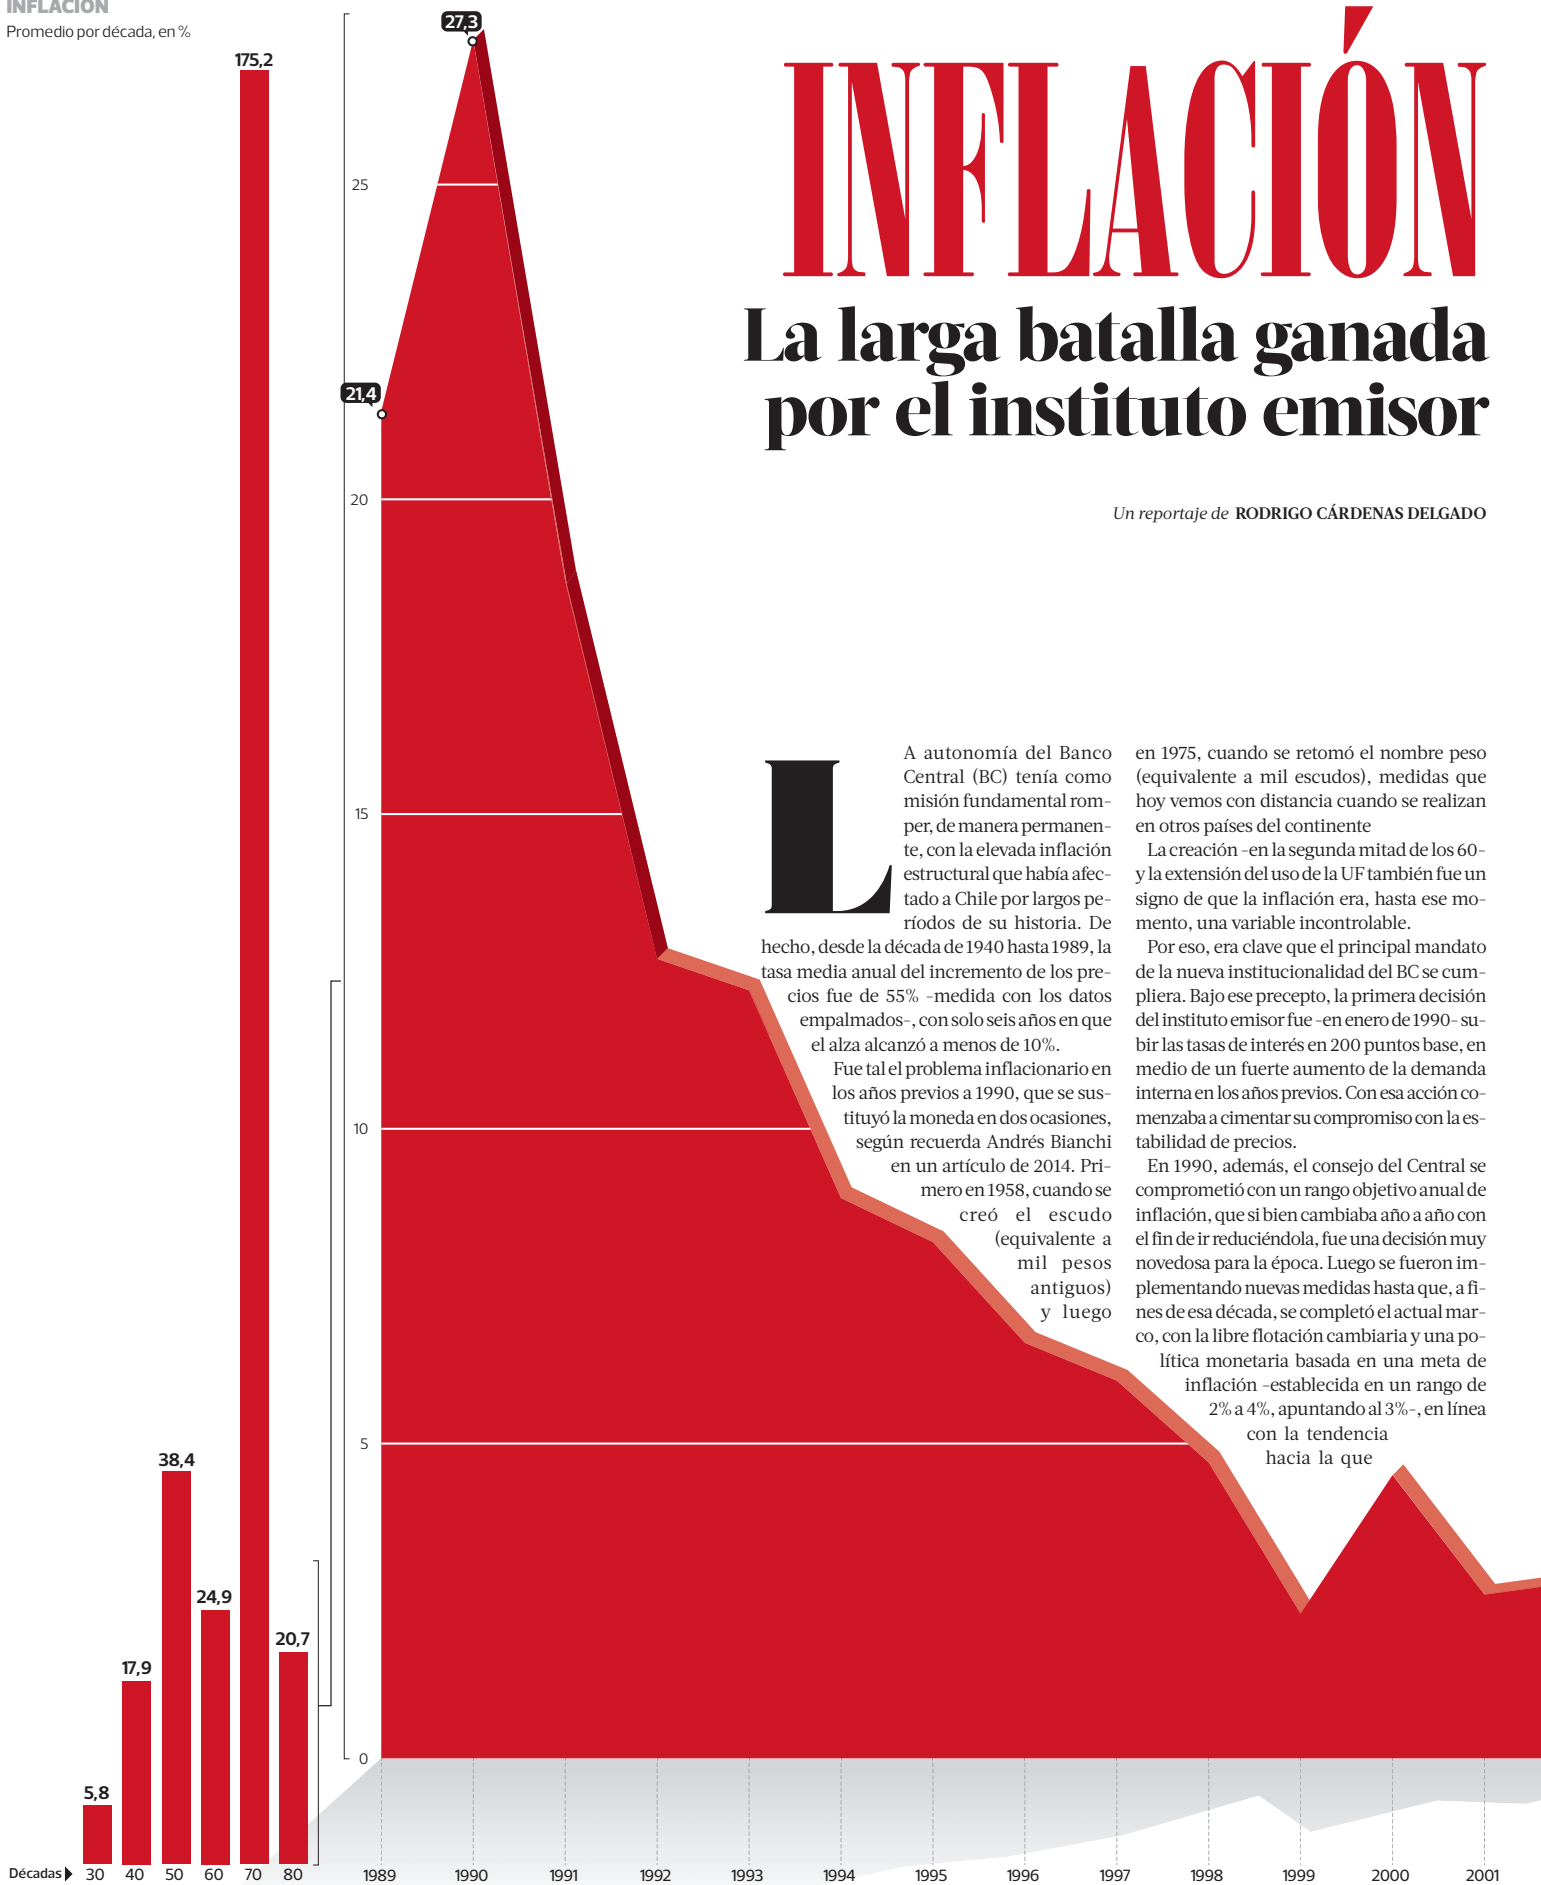 INFLACIÓN
Promedio por década, en %
175,2
38,4
24,9
20,7
17,9
5,8
Décadas 30 40 50 60 70 80
27,3
21,4
25
20
15
10
5
0
1989 1990 1991 1992 1993 1994 1995 1996 1997 1998 1999 2000 2001
INFLACIÓN
La larga batalla ganada
por el instituto emisor
Un reportaje de RODRIGO CÁRDENAS DELGADO
LA autonomía del Banco
Central (BC) tenía como
misión fundamental rom-
per, de manera permanen-
te, con la elevada inflación
estructural que había afec-
tado a Chile por largos pe-
ríodos de su historia. De
hecho, desde la década de 1940 hasta 1989, la
tasa media anual del incremento de los pre-
cios fue de 55% -medida con los datos
empalmados-, con solo seis años en que
el alza alcanzó a menos de 10%.
Fue tal el problema inflacionario en
los años previos a 1990, que se sus-
tituyó la moneda en dos ocasiones,
según recuerda Andrés Bianchi
en un artículo de 2014. Pri-
mero en 1958, cuando se
creó el escudo
(equivalente a
mil pesos
antiguos)
y luego
en 1975, cuando se retomó el nombre peso
(equivalente a mil escudos), medidas que
hoy vemos con distancia cuando se realizan
en otros países del continente
La creación -en la segunda mitad de los 60-
y la extensión del uso de la UF también fue un
signo de que la inflación era, hasta ese mo-
mento, una variable incontrolable.
Por eso, era clave que el principal mandato
de la nueva institucionalidad del BC se cum-
pliera. Bajo ese precepto, la primera decisión
del instituto emisor fue -en enero de 1990- su-
bir las tasas de interés en 200 puntos base, en
medio de un fuerte aumento de la demanda
interna en los años previos. Con esa acción co-
menzaba a cimentar su compromiso con la es-
tabilidad de precios.
En 1990, además, el consejo del Central se
comprometió con un rango objetivo anual de
inflación, que si bien cambiaba año a año con
el fin de ir reduciéndola, fue una decisión muy
novedosa para la época. Luego se fueron im-
plementando nuevas medidas hasta que, a fi-
nes de esa década, se completó el actual mar-
co, con la libre flotación cambiaria y una po-
lítica monetaria basada en una meta de
inflación -establecida en un rango de
2% a 4%, apuntando al 3%-, en línea
con la tendencia
hacia la que